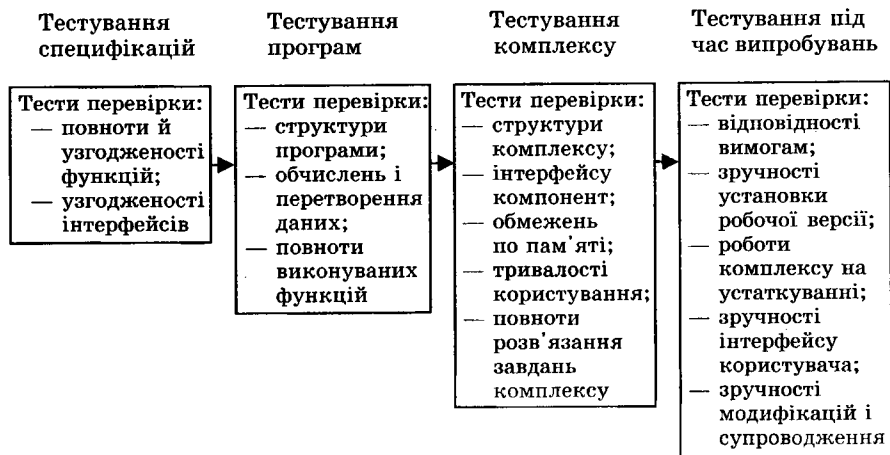 Тестування
специфікацій
Тести перевірки:
— повноти й
узгодженості
функцій;
— узгодженості
інтерфейсів
Тестування
програм
Тести перевірки:
— структури
програми;
— обчислень і
перетворення
даних;
— повноти
виконуваних
функцій
Тестування
комплексу
Тести перевірки:
— структури
комплексу;
— інтерфейсу
компонент;
— обмежень
по пам'яті;
— тривалості
користування;
— повноти
розв'язання
завдань
комплексу
Тестування під
час випробувань
Тести перевірки:
— відповідності
вимогам;
— зручності
установки
робочої версії;
— роботи
комплексу на
устаткуванні;
— зручності
інтерфейсу
користувача;
— зручності
модифікацій і
супроводження